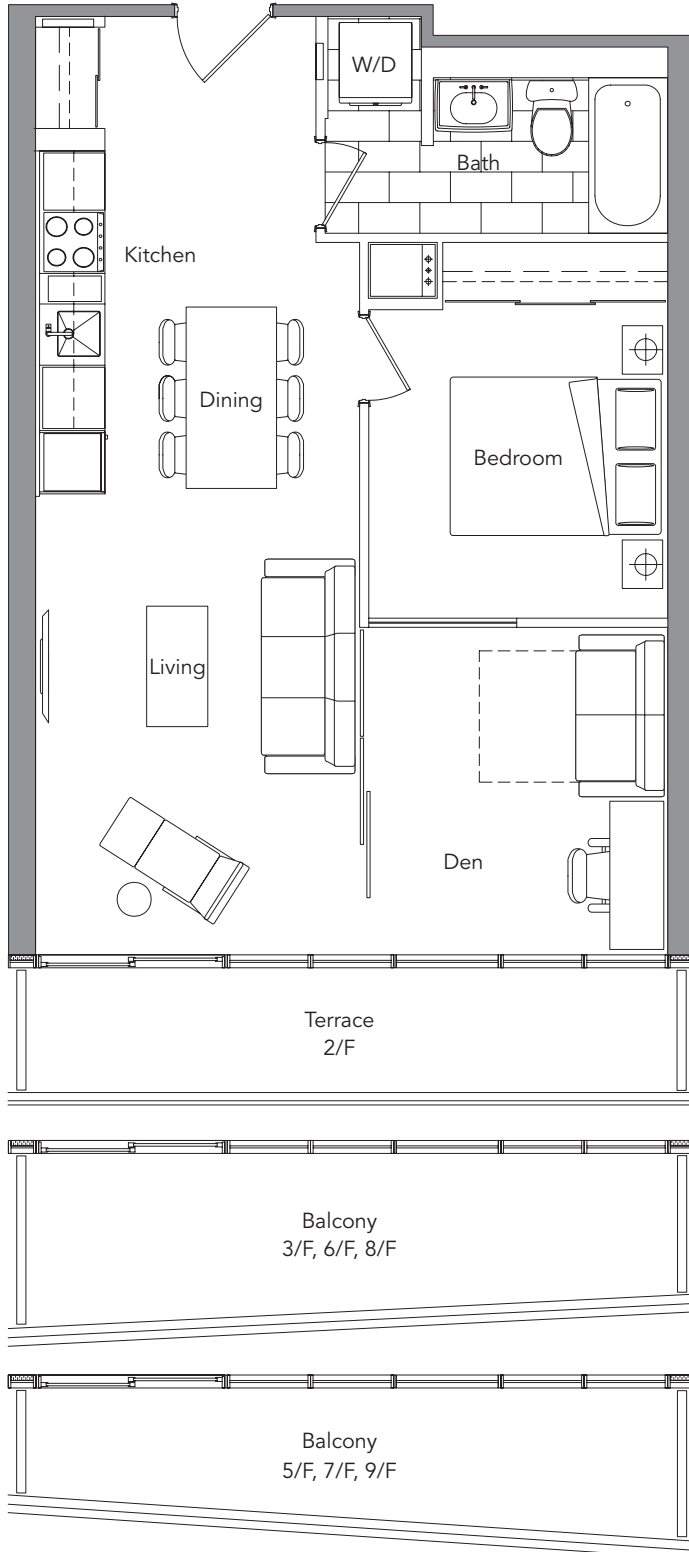 W/D
Bath
Kitchen
Dining
Bedroom
Living
Den
Terrace
2/F
Balcony
3/F, 6/F, 8/F
Balcony
5/F, 7/F, 9/F